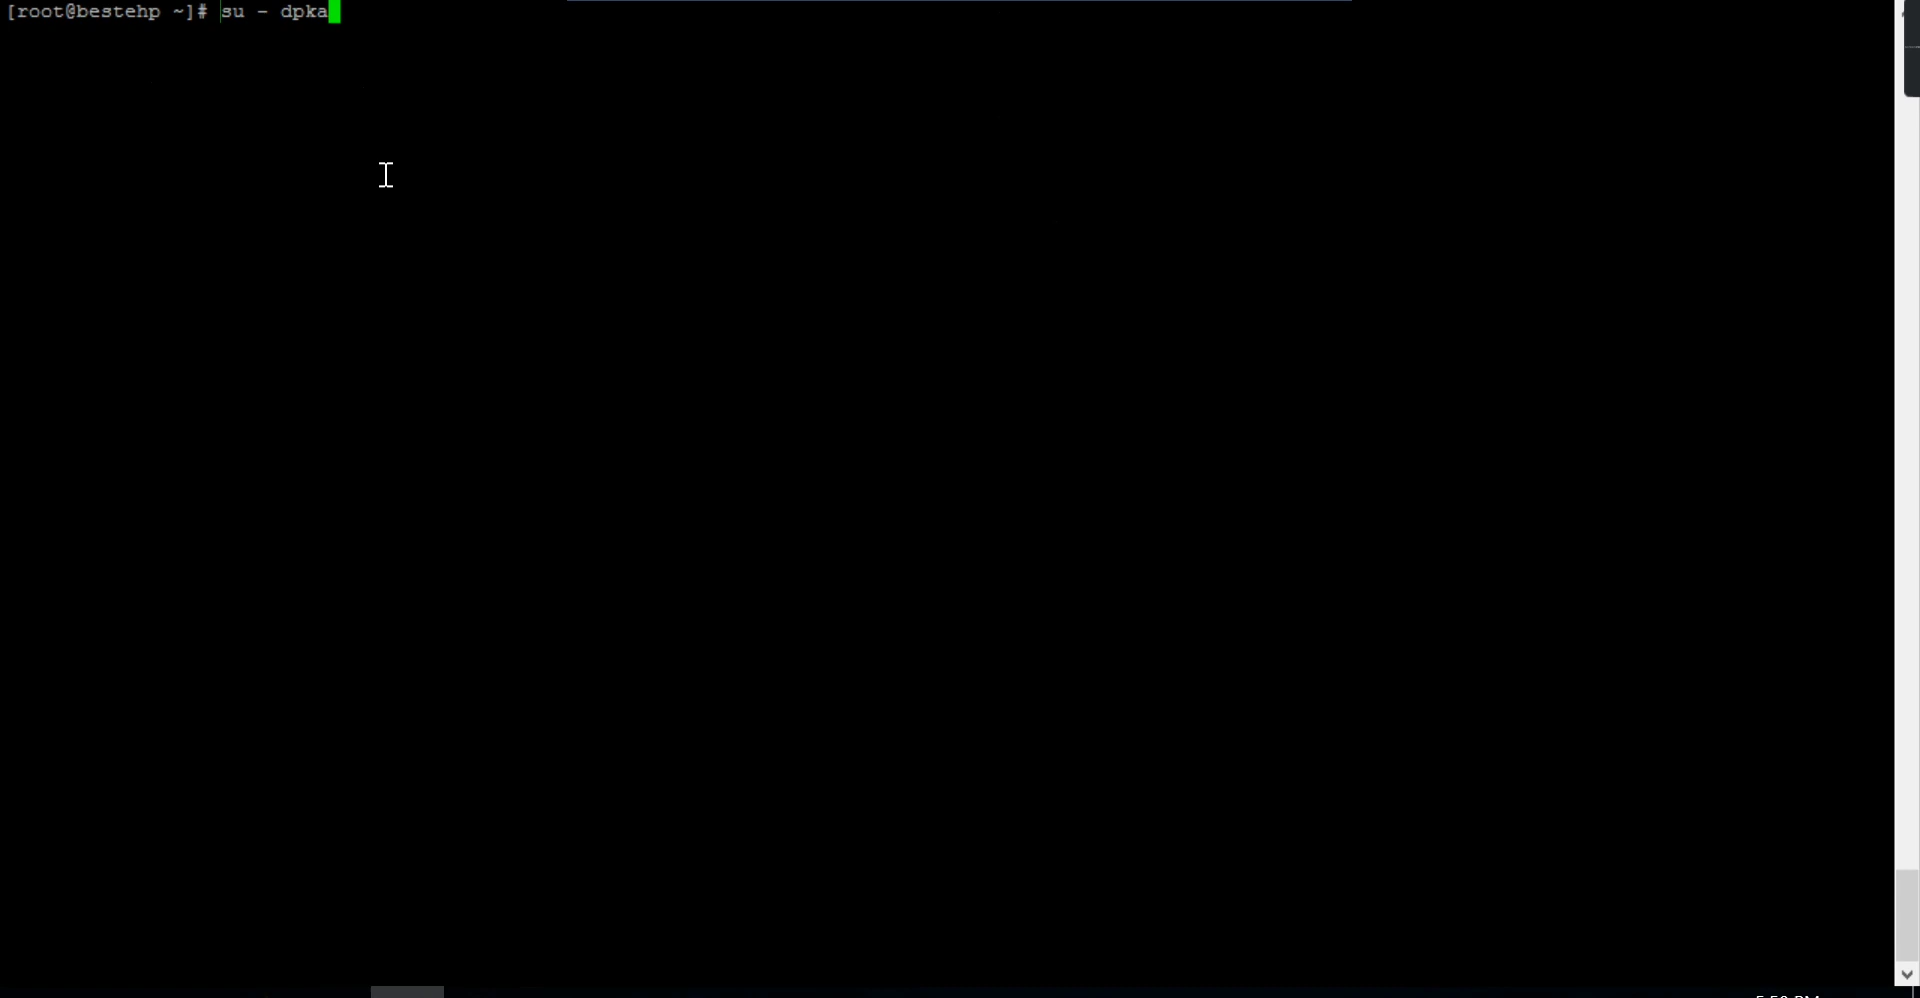 [root@bestehp ~]# su - dpka